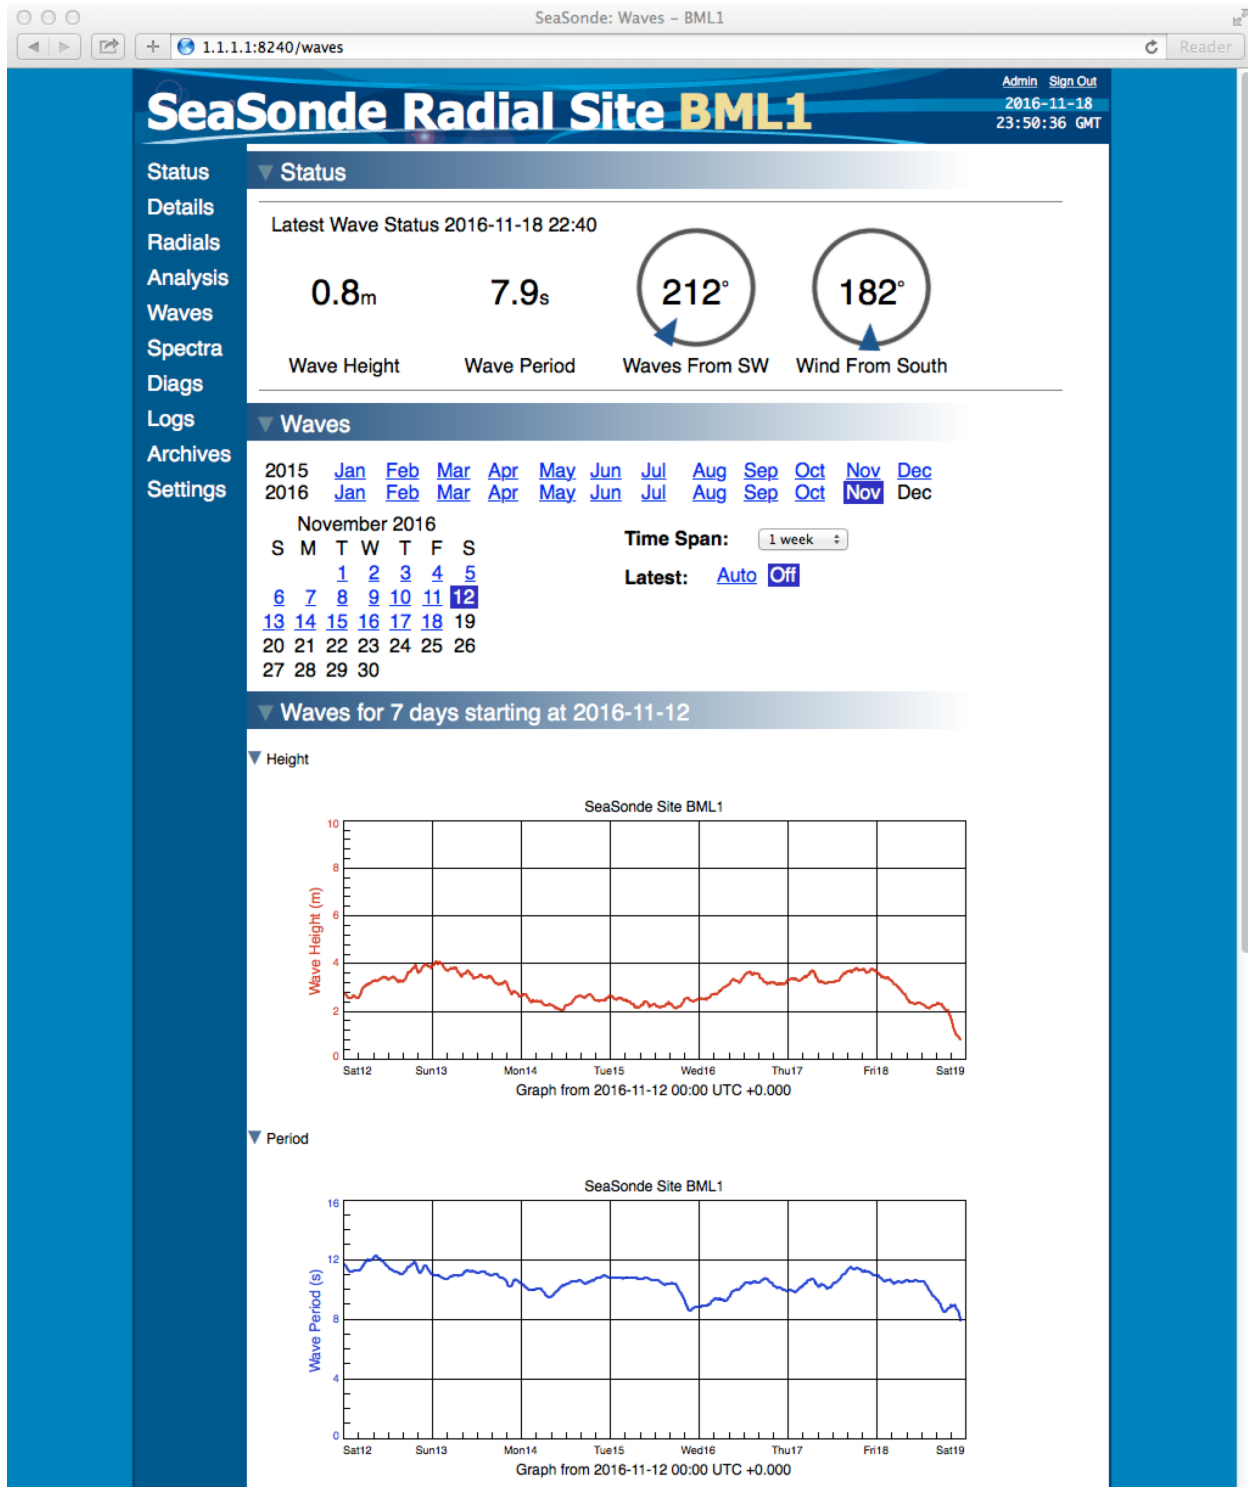 SeaSonde: Waves – BML1
1.1.1.1:8240/waves
Reader
Admin Sign Out
SeaSonde Radial Site BML1
2016-11-18
23:50:36 GMT
Status
Details
Radials
Analysis
Waves
Spectra
Diags
Logs
Archives
Settings
Status
Latest Wave Status 2016-11-18 22:40
0.8m 7.9s 212° 182°
Wave Height Wave Period Waves From SW Wind From South
Waves
2015 Jan Feb Mar Apr May Jun Jul Aug Sep Oct Nov Dec
2016 Jan Feb Mar Apr May Jun Jul Aug Sep Oct Nov Dec
November 2016
S M T W T F S
1 2 3 4 5
6 7 8 9 10 11 12
13 14 15 16 17 18 19
20 21 22 23 24 25 26
27 28 29 30
Time Span: 1 week
Latest: Auto Off
Waves for 7 days starting at 2016-11-12
Height
SeaSonde Site BML1
Wave Height (m)
10
8
6
4
2
0
Sat12 Sun13 Mon14 Tue15 Wed16 Thu17 Fri18 Sat19
Graph from 2016-11-12 00:00 UTC +0.000
Period
SeaSonde Site BML1
Wave Period (s)
16
12
8
4
0
Sat12 Sun13 Mon14 Tue15 Wed16 Thu17 Fri18 Sat19
Graph from 2016-11-12 00:00 UTC +0.000